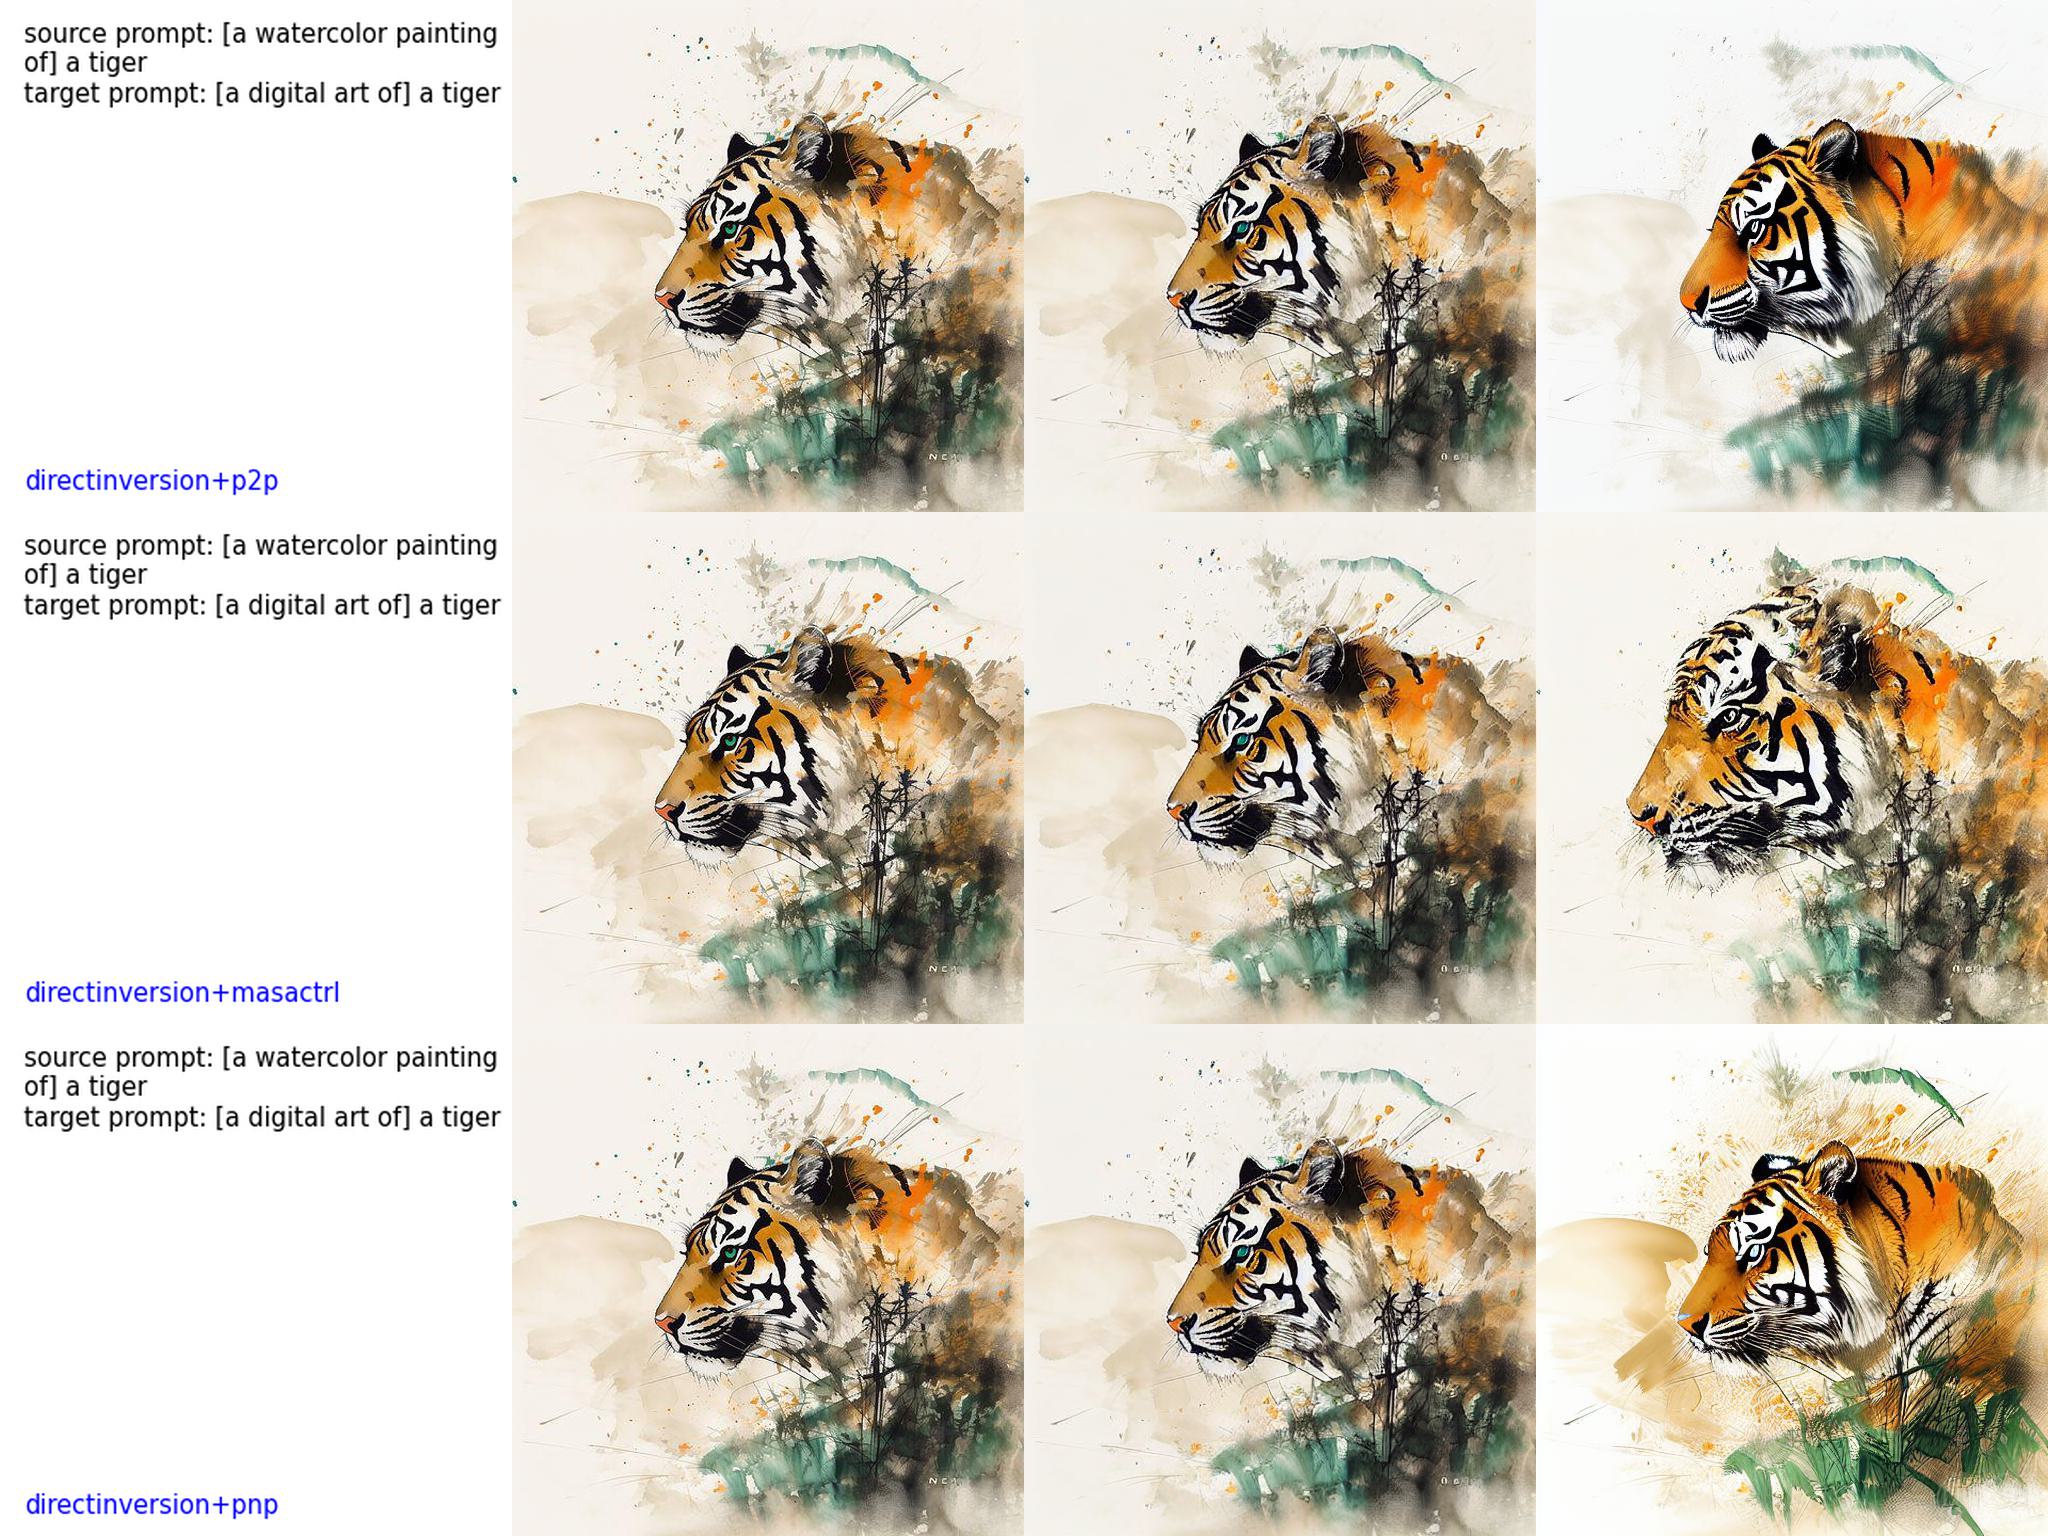 source prompt: [a watercolor painting
of] a tiger
target prompt: [a digital art of] a tiger
directinversion+p2p
source prompt: [a watercolor painting
of] a tiger
target prompt: [a digital art of] a tiger
directinversion+masactrl
source prompt: [a watercolor painting
of] a tiger
target prompt: [a digital art of] a tiger
directinversion+pnp